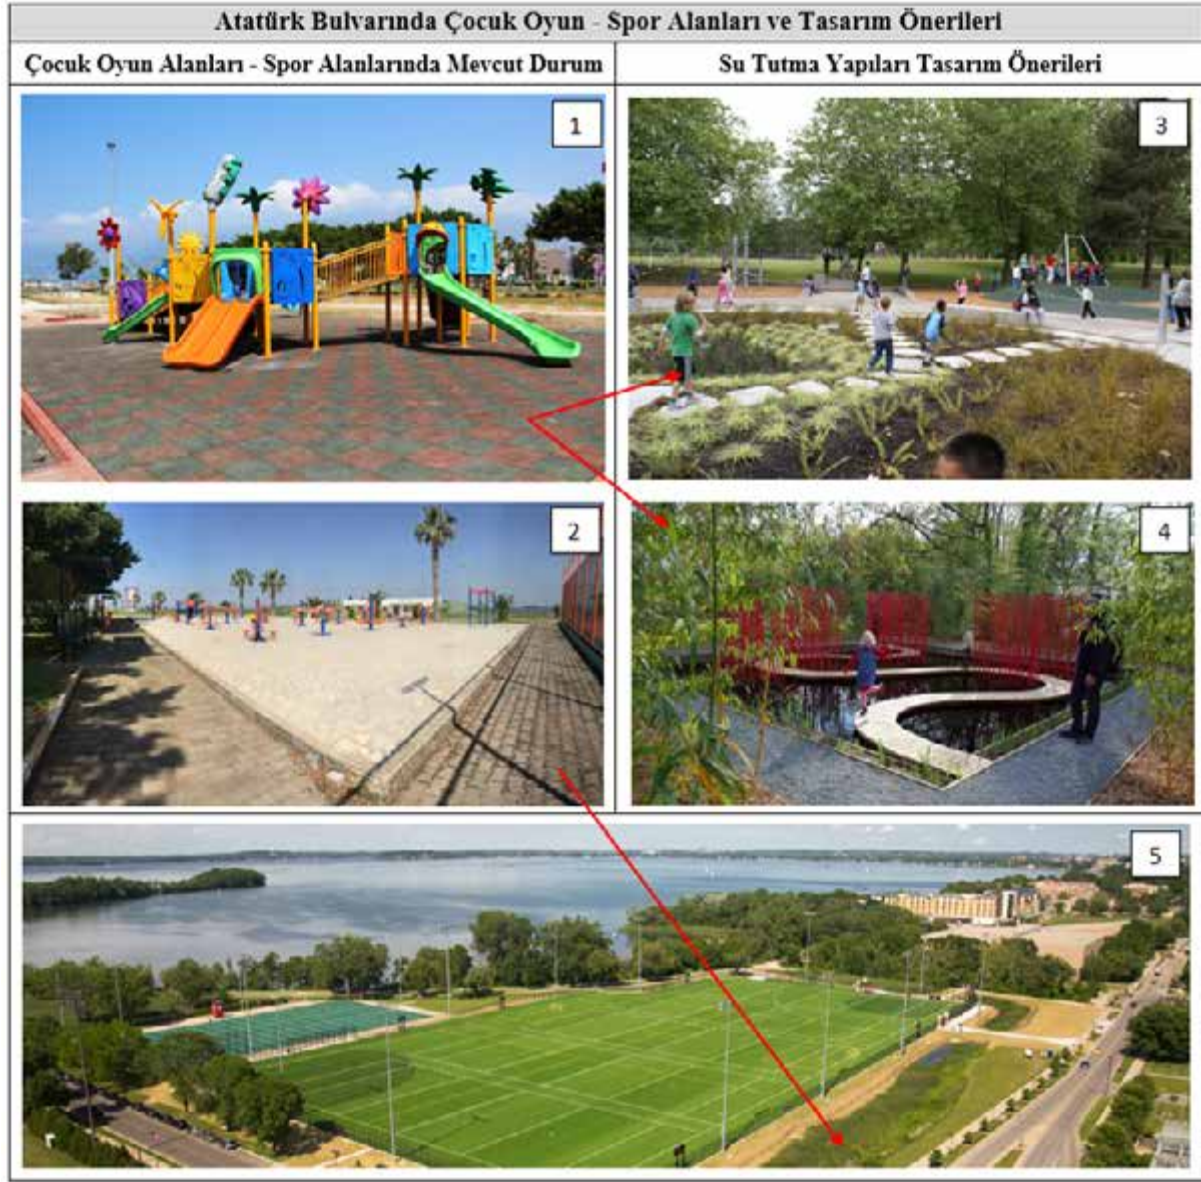 Atatürk Bulvarında Çocuk Oyun - Spor Alanları ve Tasarım Önerileri
Çocuk Oyun Alanları - Spor Alanlarında Mevcut Durum
Su Tutma Yapıları Tasarım Önerileri
1
3
2
4
5